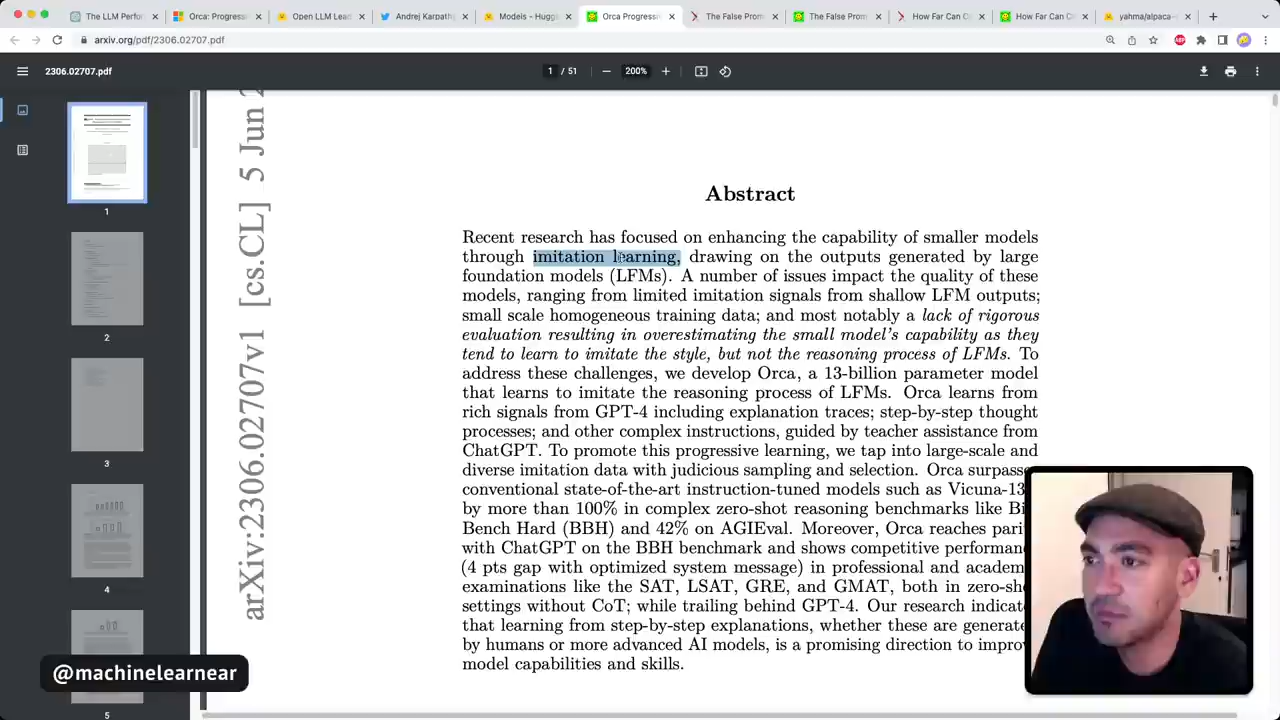 The LLM Perfo
Orca: Progress
Open LLM Lead
Andrej Karpath
Models - Huggi
Orca Progressi
The False Prom
The False Prom
How Far Can C
How Far Can C
yahma/alpaca-
arxiv.org/pdf/2306.02707.pdf
ABP
2306.02707.pdf
1 / 51
200%
1
2
3
4
5
arXiv:2306.02707v1 [cs.CL] 5 Jun 2
Abstract
Recent research has focused on enhancing the capability of smaller models
through imitation learning, drawing on the outputs generated by large
foundation models (LFMs). A number of issues impact the quality of these
models, ranging from limited imitation signals from shallow LFM outputs;
small scale homogeneous training data; and most notably a lack of rigorous
evaluation resulting in overestimating the small model's capability as they
tend to learn to imitate the style, but not the reasoning process of LFMs. To
address these challenges, we develop Orca, a 13-billion parameter model
that learns to imitate the reasoning process of LFMs. Orca learns from
rich signals from GPT-4 including explanation traces; step-by-step thought
processes; and other complex instructions, guided by teacher assistance from
ChatGPT. To promote this progressive learning, we tap into large-scale and
diverse imitation data with judicious sampling and selection. Orca surpasse
conventional state-of-the-art instruction-tuned models such as Vicuna-13
by more than 100% in complex zero-shot reasoning benchmarks like Bi
Bench Hard (BBH) and 42% on AGIEval. Moreover, Orca reaches pari
with ChatGPT on the BBH benchmark and shows competitive performan
(4 pts gap with optimized system message) in professional and academ
examinations like the SAT, LSAT, GRE, and GMAT, both in zero-sh
settings without CoT; while trailing behind GPT-4. Our research indicat
that learning from step-by-step explanations, whether these are generate
by humans or more advanced AI models, is a promising direction to improv
model capabilities and skills.
@machinelearnear